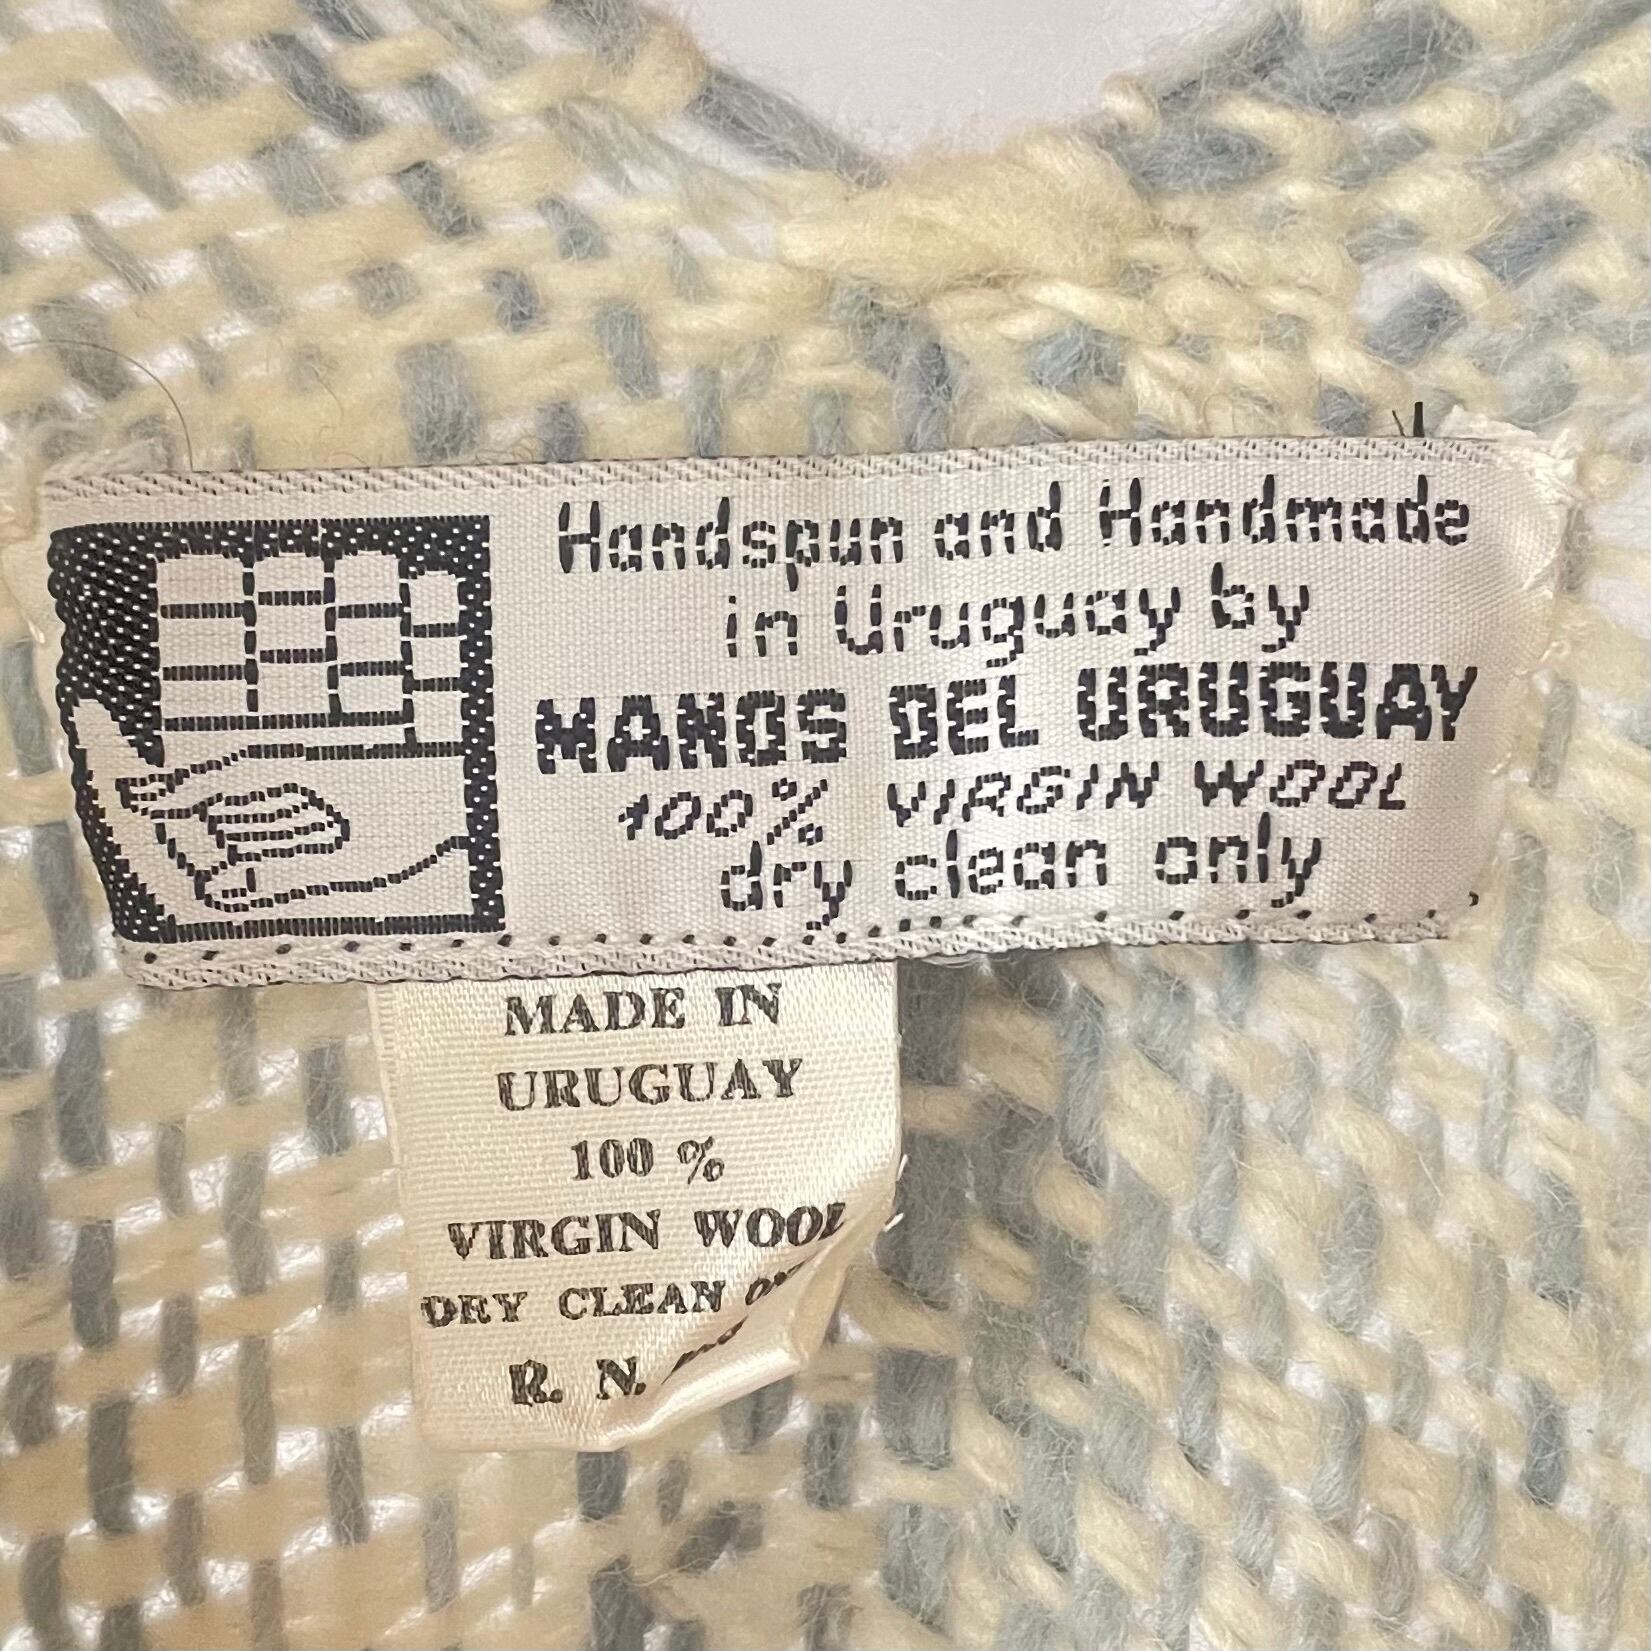 Handspun and Handmade
in Uruguay by
MANOS DEL URUGUAY
100% VIRGIN WOOL
dry clean only
MADE IN
URUGUAY
100 %
VIRGIN WOOL
DRY CLEAN
R. N.